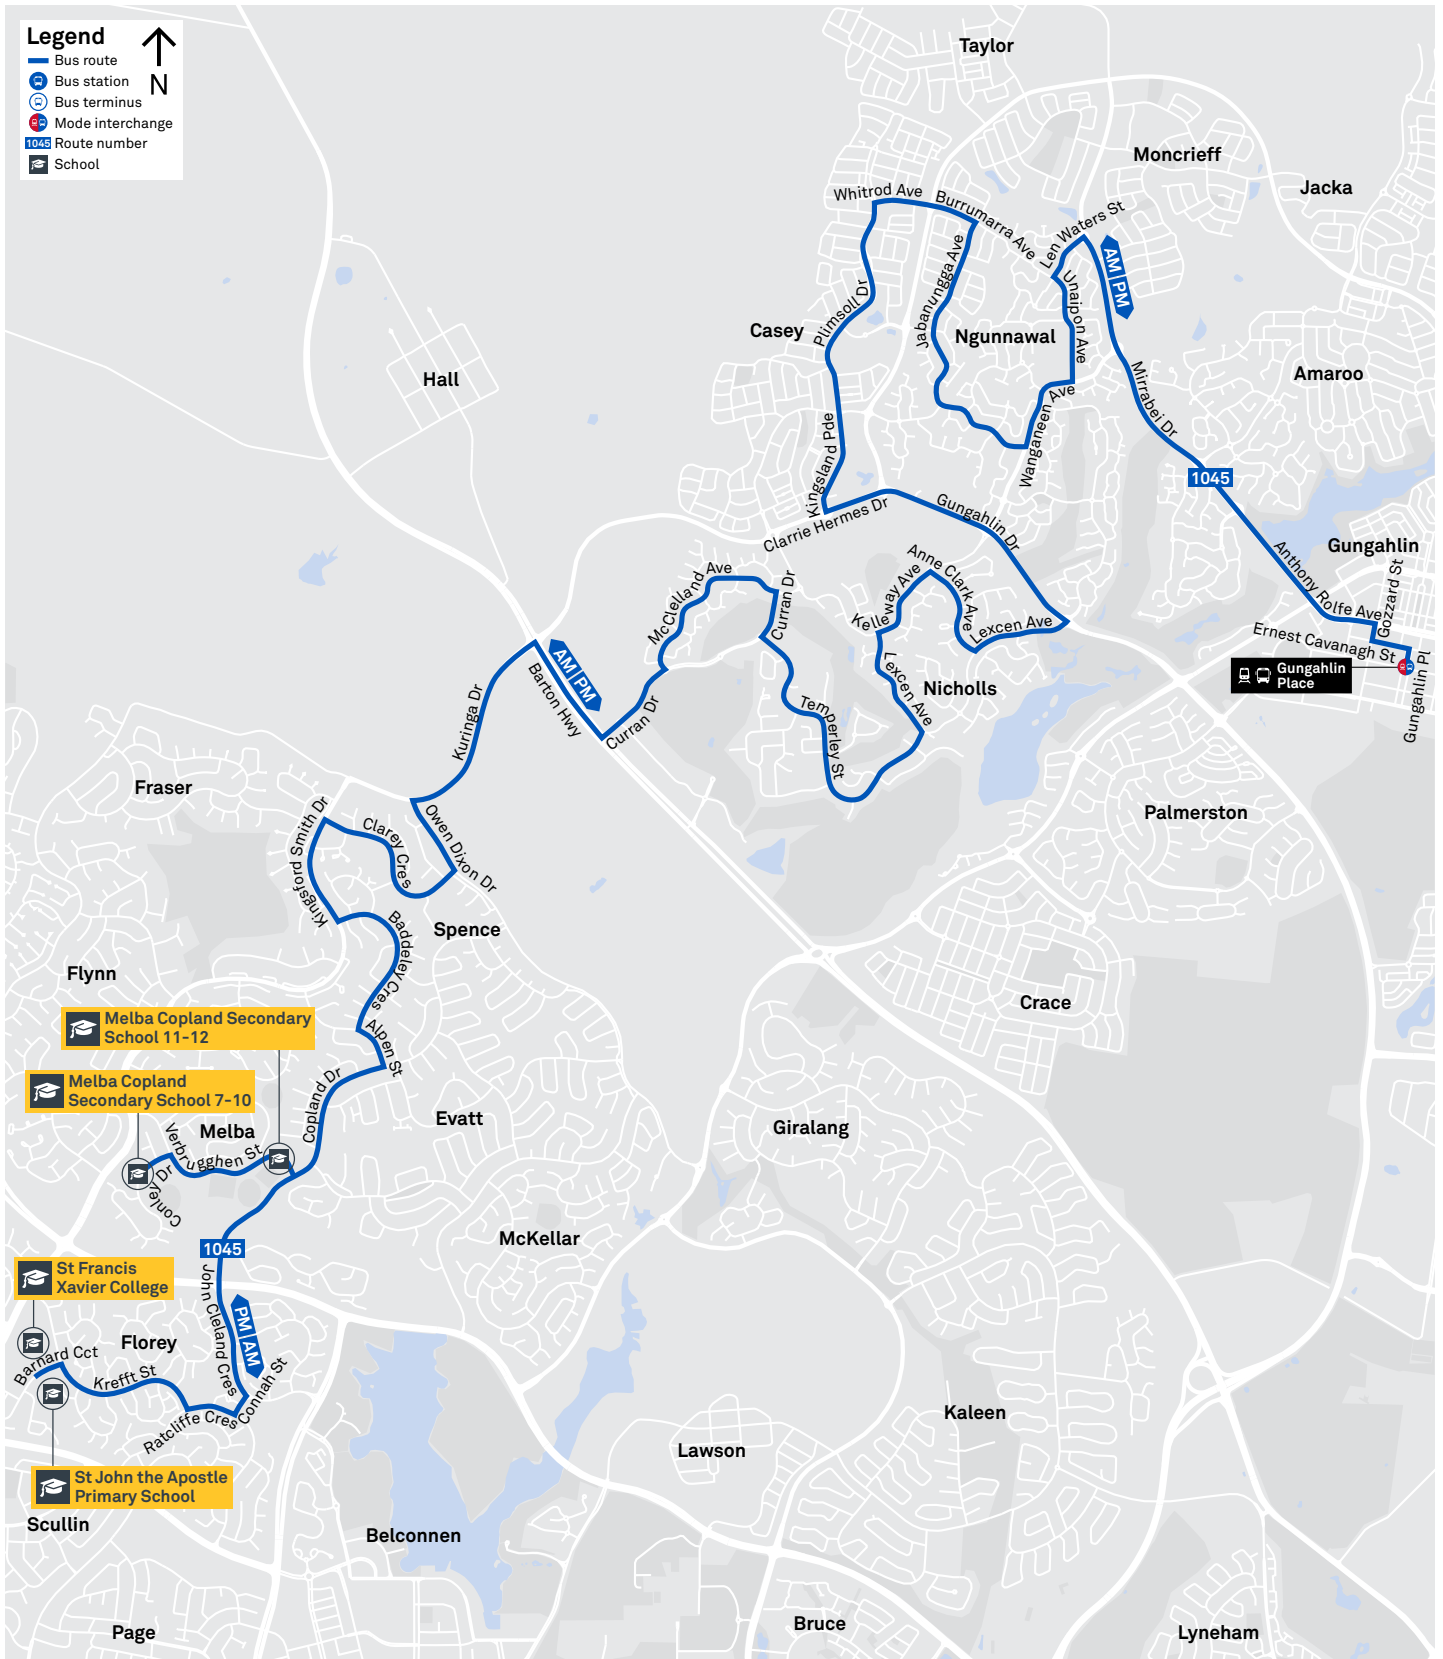 Legend
N
Bus route
Bus station
Bus terminus
Mode interchange
1045 Route number
School
Taylor
Moncrieff
Jacka
Whitrod Ave
Burrumarra Ave
Len Waters St
AM PM
Jabanungga Ave
Unaipon Ave
Plimsoll Dr
Casey
Ngunnawal
Hall
Amaroo
Mirrabei Dr
Wanganeen Ave
Kingsland Pde
1045
Clarrie Hermes Dr
Gungahlin Dr
Gungahlin
Anthony Rolfe Ave
Gozzard St
Ernest Cavanagh St
Gungahlin Pl
Gungahlin
Place
McClelland Ave
Curran Dr
Anne Clark Ave
Kelleway Ave
Lexcen Ave
Lexcen Ave
Nicholls
Temperley St
AM PM
Barton Hwy
Curran Dr
Kuringa Dr
Fraser
Palmerston
Kingsford Smith Dr
Clarey Cres
Owen Dixon Dr
Spence
Baddeley Cres
Flynn
Crace
Melba Copland Secondary
School 11-12
Alpen St
Melba Copland
Secondary School 7-10
Copland Dr
Evatt
Giralang
Melba
Verbrugghen St
Conley Dr
McKellar
1045
St Francis
Xavier College
John Cleland Cres
PM AM
Florey
Barnard Cct
Krefft St
Connah St
Ratcliffe Cres
Kaleen
Lawson
St John the Apostle
Primary School
Scullin
Belconnen
Page
Bruce
Lyneham